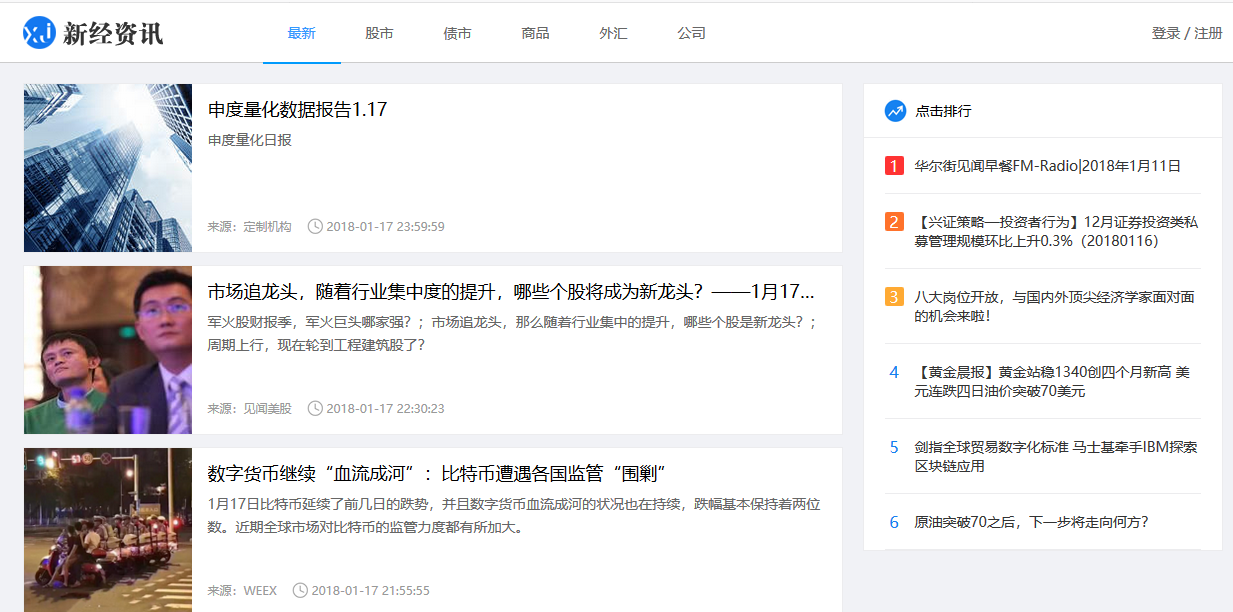 新经资讯
最新 股市 债市 商品 外汇 公司
登录 / 注册
申度量化数据报告1.17
申度量化日报
来源：定制机构 2018-01-17 23:59:59
市场追龙头，随着行业集中度的提升，哪些个股将成为新龙头？——1月17...
军火股财报季，军火巨头哪家强？；市场追龙头，那么随着行业集中的提升，哪些个股是新龙头？；
周期上行，现在轮到工程建筑股了？
来源：见闻美股 2018-01-17 22:30:23
数字货币继续“血流成河”：比特币遭遇各国监管“围剿”
1月17日比特币延续了前几日的跌势，并且数字货币血流成河的状况也在持续，跌幅基本保持着两位
数。近期全球市场对比特币的监管力度都有所加大。
来源：WEEX 2018-01-17 21:55:55
点击排行
1 华尔街见闻早餐FM-Radio|2018年1月11日
2 【兴证策略—投资者行为】12月证券投资类私
募管理规模环比上升0.3%（20180116）
3 八大岗位开放，与国内外顶尖经济学家面对面
的机会来啦！
4 【黄金晨报】黄金站稳1340创四个月新高 美
元连跌四日油价突破70美元
5 剑指全球贸易数字化标准 马士基牵手IBM探索
区块链应用
6 原油突破70之后，下一步将走向何方？